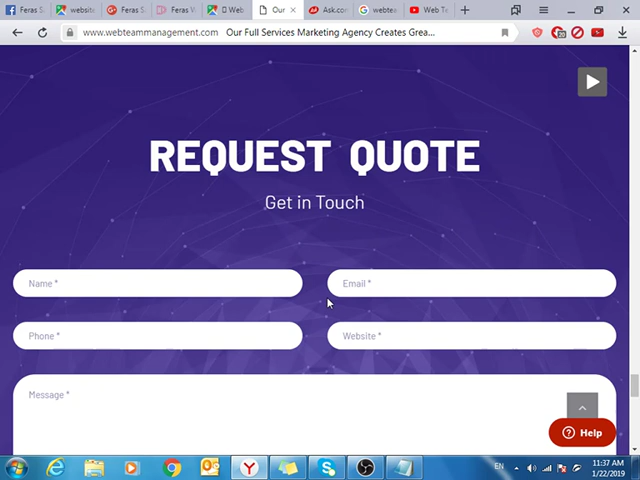 Feras S
website
Feras S
Feras V
Web
Our
Ask.co
webte
Web Te
www.webteammanagement.com Our Full Services Marketing Agency Creates Grea...
REQUEST QUOTE
Get in Touch
Name *
Email *
Phone *
Website *
Message *
Help
EN
11:37 AM
1/22/2019